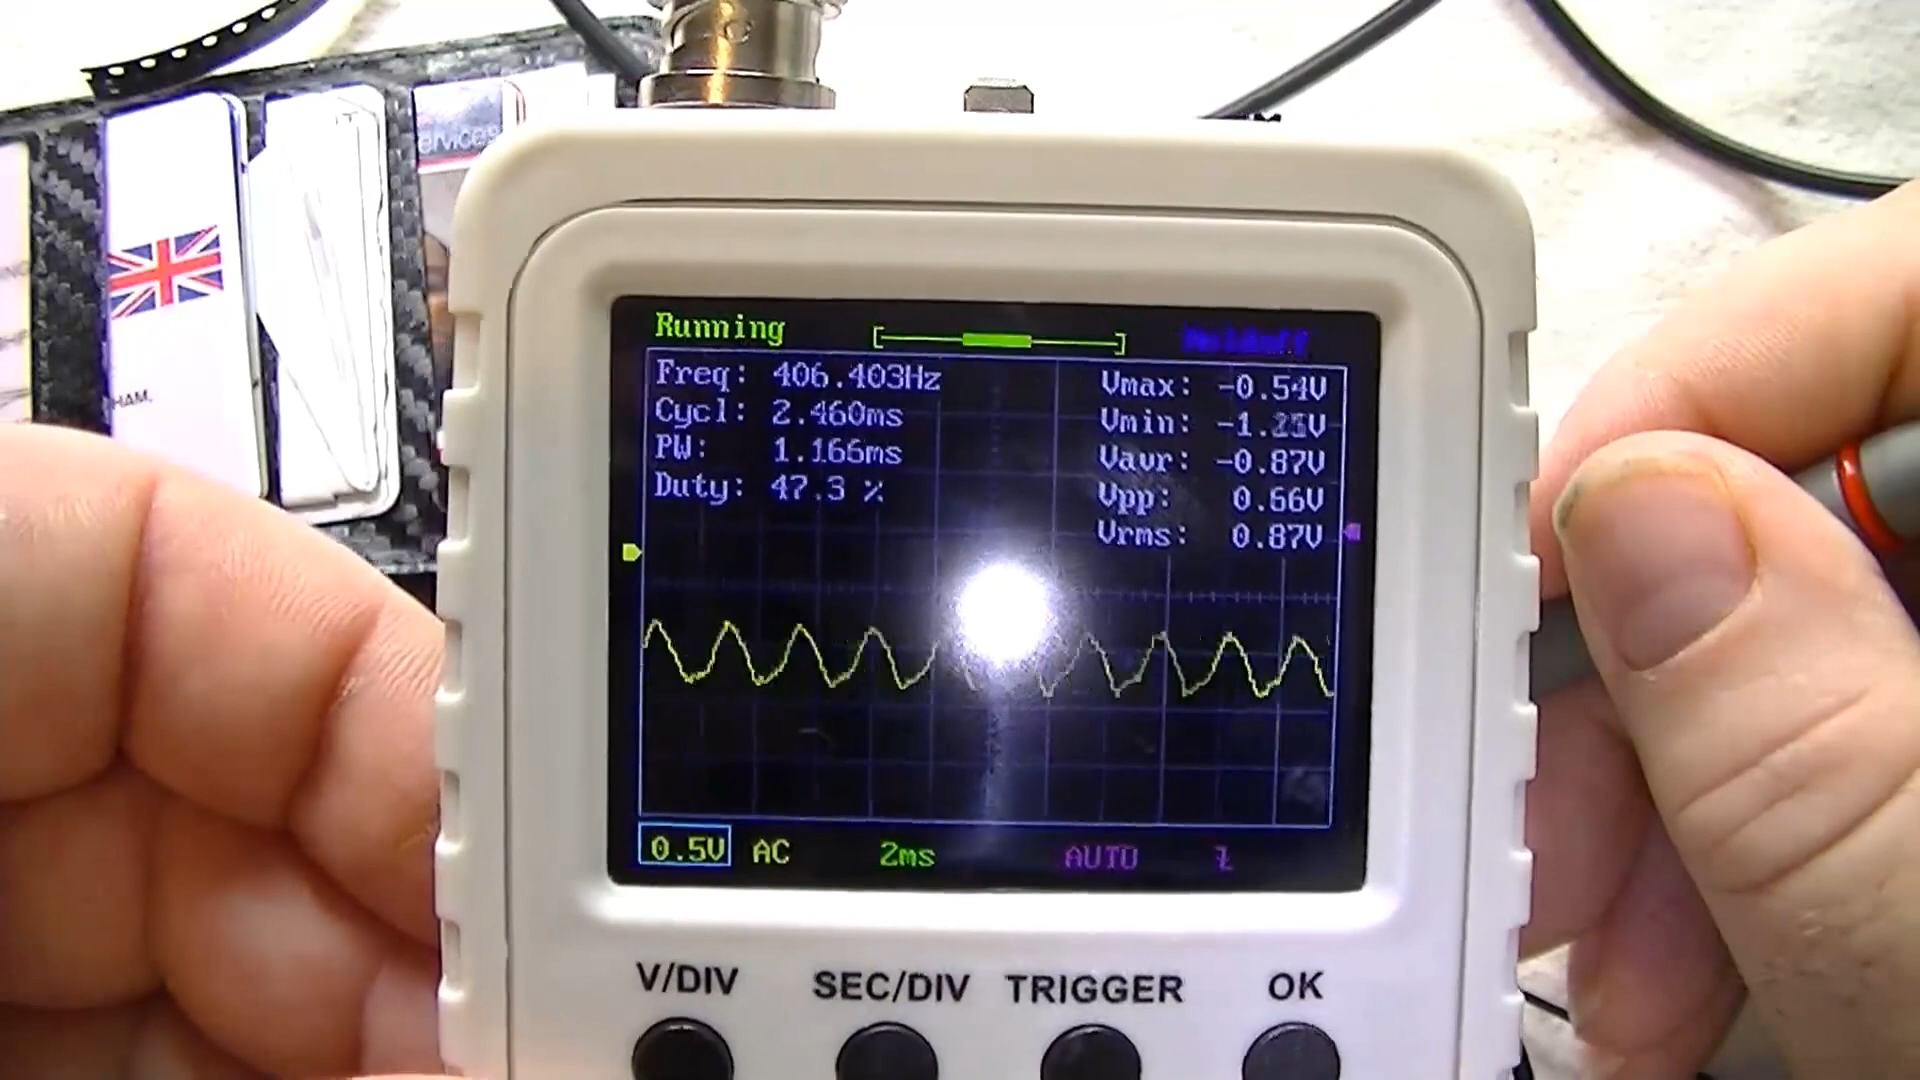 ervices
HAM,
Running
Freq: 406.403Hz
Cycl: 2.460ms
PW: 1.166ms
Duty: 47.3 %
Vmax: -0.54V
Vmin: -1.25V
Vavr: -0.87V
Vpp: 0.66V
Vrms: 0.87V
0.5V AC 2ms AUTO
V/DIV SEC/DIV TRIGGER OK